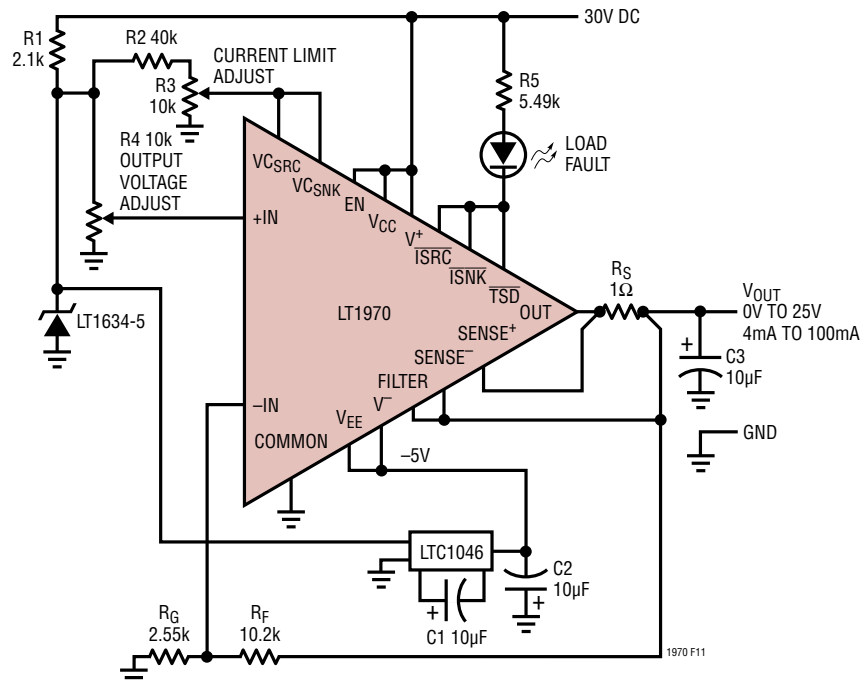 30V DC
R1
2.1k
R2 40k
R3
10k
CURRENT LIMIT
ADJUST
R5
5.49k
LOAD
FAULT
R4 10k
OUTPUT
VOLTAGE
ADJUST
VCSRC
VCSNK
EN
VCC
V+
ISRC
ISNK
TSD
+IN
OUT
LT1970
SENSE+
SENSE–
FILTER
V–
VEE
–IN
COMMON
RS
1Ω
VOUT
0V TO 25V
4mA TO 100mA
+
C3
10µF
GND
LT1634-5
–5V
LTC1046
C2
10µF
+
+
C1 10µF
RG
2.55k
RF
10.2k
1970 F11